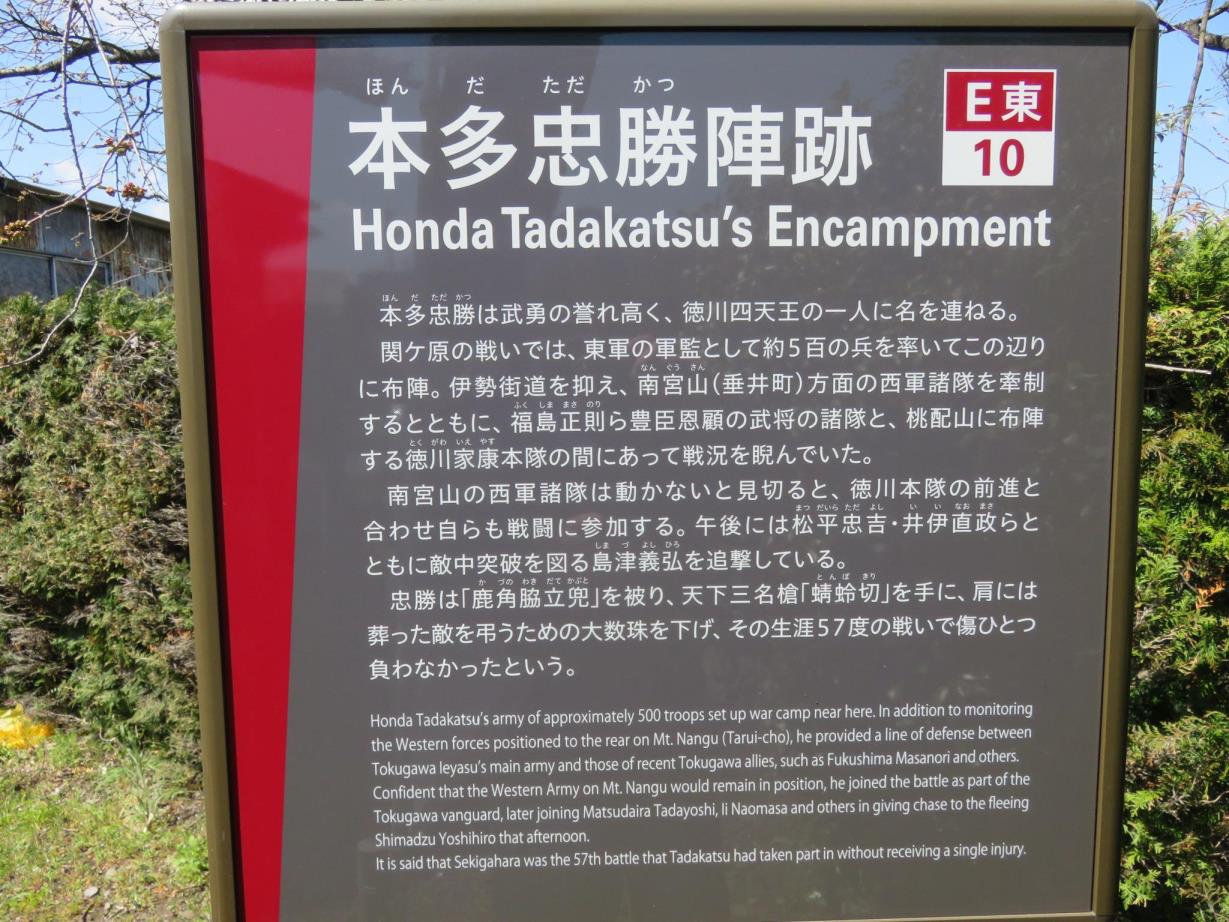 ほん だ ただ かつ
本多忠勝陣跡
E東
10
Honda Tadakatsu's Encampment
ほん だ ただ かつ
本多忠勝は武勇の誉れ高く、徳川四天王の一人に名を連ねる。
関ケ原の戦いでは、東軍の軍監として約5百の兵を率いてこの辺り
なん ぐう さん
に布陣。伊勢街道を抑え、南宮山(垂井町)方面の西軍諸隊を牽制
ふく しま まさ のり
するとともに、福島正則ら豊臣恩顧の武将の諸隊と、桃配山に布陣
とく がわ いえ やす
する徳川家康本隊の間にあって戦況を睨んでいた。
南宮山の西軍諸隊は動かないと見切ると、徳川本隊の前進と
まつ だいら ただ よし い い なお まさ
合わせ自らも戦闘に参加する。午後には松平忠吉・井伊直政らと
しま づ よし ひろ
ともに敵中突破を図る島津義弘を追撃している。
か づの わき だて かぶと とんぼ きり
忠勝は「鹿角脇立兜」を被り、天下三名槍「蜻蛉切」を手に、肩には
葬った敵を弔うための大数珠を下げ、その生涯57度の戦いで傷ひとつ
負わなかったという。
Honda Tadakatsu's army of approximately 500 troops set up war camp near here. In addition to monitoring
the Western forces positioned to the rear on Mt. Nangu (Tarui-cho), he provided a line of defense between
Tokugawa Ieyasu's main army and those of recent Tokugawa allies, such as Fukushima Masanori and others.
Confident that the Western Army on Mt. Nangu would remain in position, he joined the battle as part of the
Tokugawa vanguard, later joining Matsudaira Tadayoshi, Ii Naomasa and others in giving chase to the fleeing
Shimadzu Yoshihiro that afternoon.
It is said that Sekigahara was the 57th battle that Tadakatsu had taken part in without receiving a single injury.